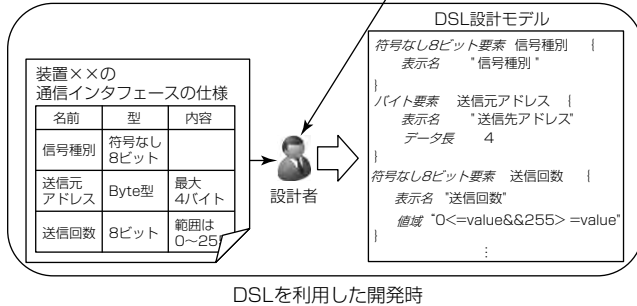 装置××の
通信インタフェースの仕様
名前 型 内容
信号種別 符号なし
8ビット
送信元
アドレス Byte型 最大
4バイト
送信回数 8ビット 範囲は
0〜255
設計者
DSL設計モデル
符号なし8ビット要素 信号種別 {
表示名 "信号種別"
}
バイト要素 送信元アドレス {
表示名 "送信先アドレス"
データ長 4
}
符号なし8ビット要素 送信回数 {
表示名 "送信回数"
値域 "0<=value&&255> =value"
}
⋮
DSLを利用した開発時